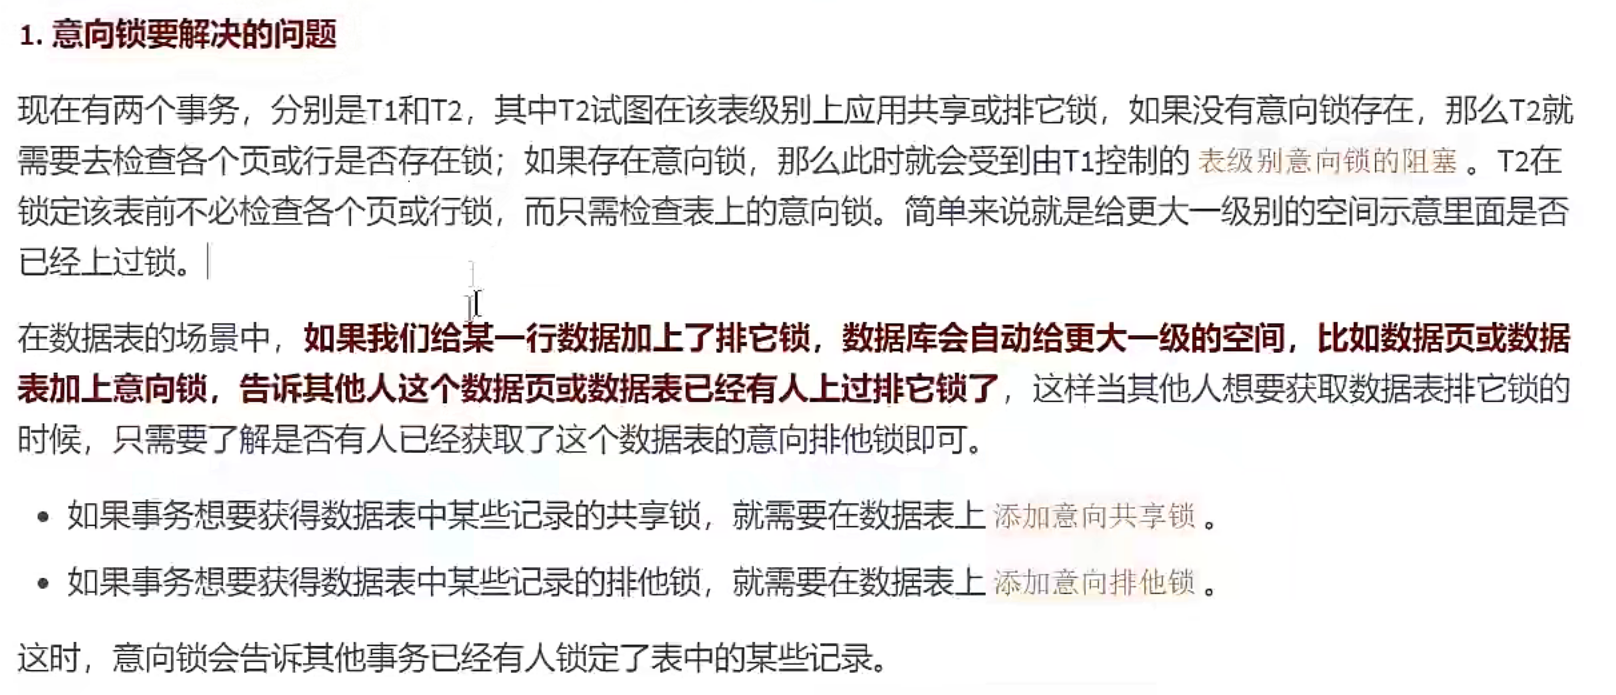 1. 意向锁要解决的问题
现在有两个事务，分别是T1和T2，其中T2试图在该表级别上应用共享或排它锁，如果没有意向锁存在，那么T2就
需要去检查各个页或行是否存在锁；如果存在意向锁，那么此时就会受到由T1控制的 表级别意向锁的阻塞 。T2在
锁定该表前不必检查各个页或行锁，而只需检查表上的意向锁。简单来说就是给更大一级别的空间示意里面是否
已经上过锁。
在数据表的场景中，如果我们给某一行数据加上了排它锁，数据库会自动给更大一级的空间，比如数据页或数据
表加上意向锁，告诉其他人这个数据页或数据表已经有人上过排它锁了，这样当其他人想要获取数据表排它锁的
时候，只需要了解是否有人已经获取了这个数据表的意向排他锁即可。
• 如果事务想要获得数据表中某些记录的共享锁，就需要在数据表上 添加意向共享锁 。
• 如果事务想要获得数据表中某些记录的排他锁，就需要在数据表上 添加意向排他锁 。
这时，意向锁会告诉其他事务已经有人锁定了表中的某些记录。